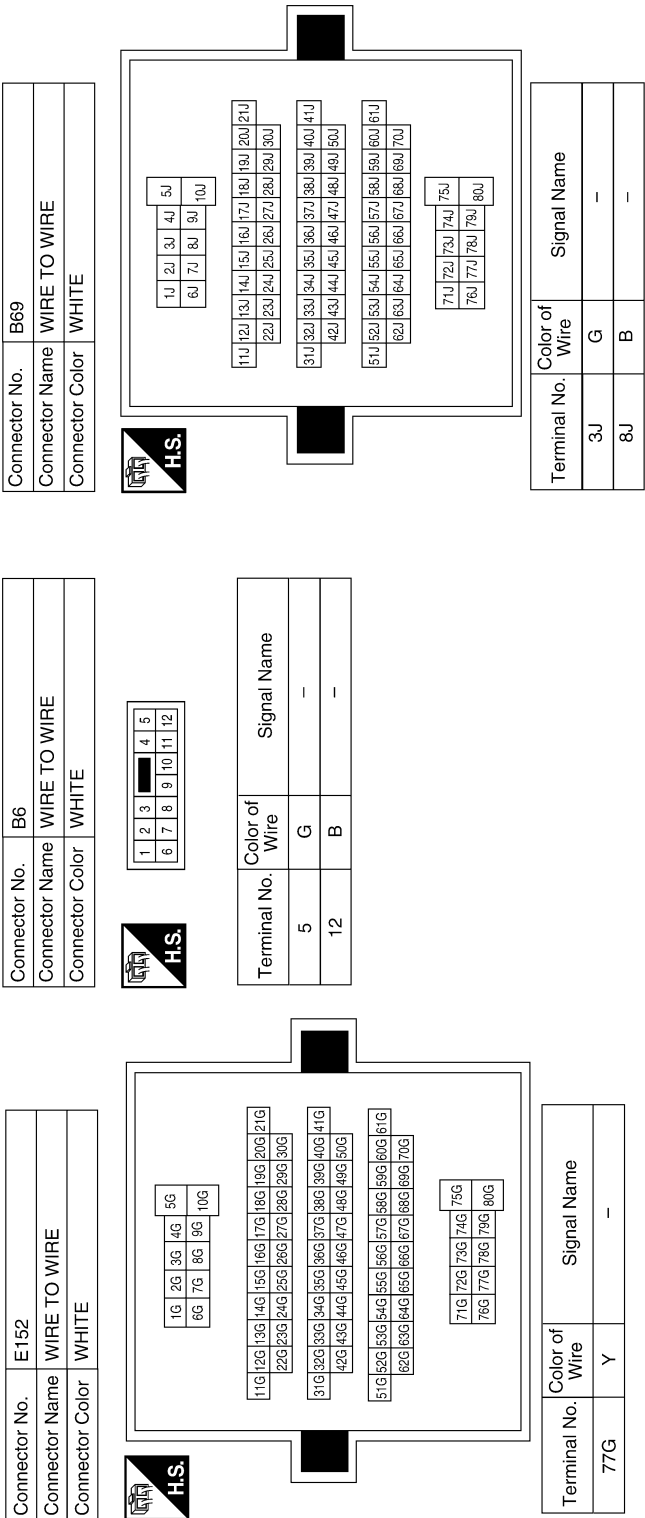 Connector No. E152
Connector Name WIRE TO WIRE
Connector Color WHITE
H.S.
1G 2G 3G 4G 5G
6G 7G 8G 9G 10G
11G 12G 13G 14G 15G 16G 17G 18G 19G 20G 21G
22G 23G 24G 25G 26G 27G 28G 29G 30G
31G 32G 33G 34G 35G 36G 37G 38G 39G 40G 41G
42G 43G 44G 45G 46G 47G 48G 49G 50G
51G 52G 53G 54G 55G 56G 57G 58G 59G 60G 61G
62G 63G 64G 65G 66G 67G 68G 69G 70G
71G 72G 73G 74G 75G
76G 77G 78G 79G 80G
Terminal No. Color of Wire Signal Name
77G Y –
Connector No. B6
Connector Name WIRE TO WIRE
Connector Color WHITE
H.S.
1 2 3 4 5
6 7 8 9 10 11 12
Terminal No. Color of Wire Signal Name
5 G –
12 B –
Connector No. B69
Connector Name WIRE TO WIRE
Connector Color WHITE
H.S.
1J 2J 3J 4J 5J
6J 7J 8J 9J 10J
11J 12J 13J 14J 15J 16J 17J 18J 19J 20J 21J
22J 23J 24J 25J 26J 27J 28J 29J 30J
31J 32J 33J 34J 35J 36J 37J 38J 39J 40J 41J
42J 43J 44J 45J 46J 47J 48J 49J 50J
51J 52J 53J 54J 55J 56J 57J 58J 59J 60J 61J
62J 63J 64J 65J 66J 67J 68J 69J 70J
71J 72J 73J 74J 75J
76J 77J 78J 79J 80J
Terminal No. Color of Wire Signal Name
3J G –
8J B –